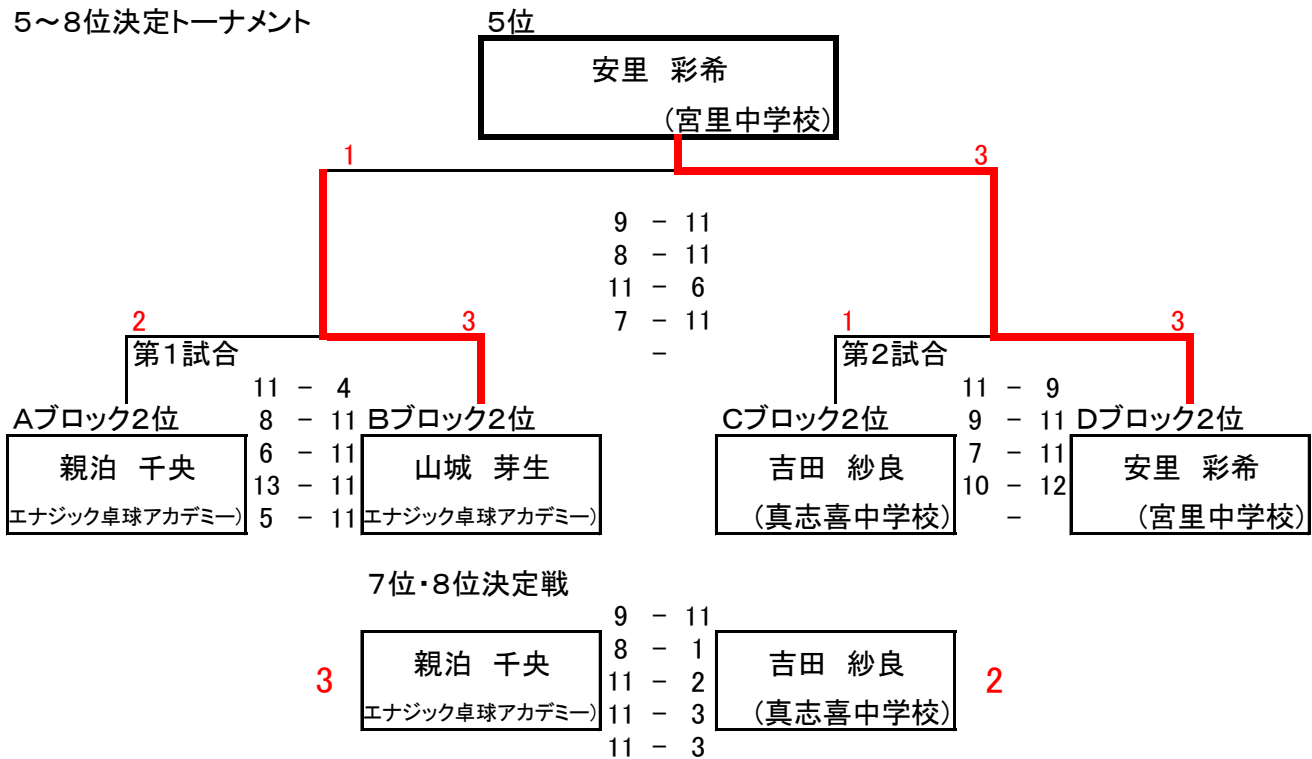 5～8位決定トーナメント
5位
安里　彩希
(宮里中学校)
1
3
9 － 11
8 － 11
11 － 6
7 － 11
－
2
3
1
3
第1試合
第2試合
11 － 4
8 － 11
6 － 11
13 － 11
5 － 11
11 － 9
9 － 11
7 － 11
10 － 12
－
Aブロック2位
親泊　千央
エナジック卓球アカデミー)
Bブロック2位
山城　芽生
エナジック卓球アカデミー)
Cブロック2位
吉田　紗良
(真志喜中学校)
Dブロック2位
安里　彩希
(宮里中学校)
7位・8位決定戦
3
親泊　千央
エナジック卓球アカデミー)
9 － 11
8 － 1
11 － 2
11 － 3
11 － 3
吉田　紗良
(真志喜中学校)
2